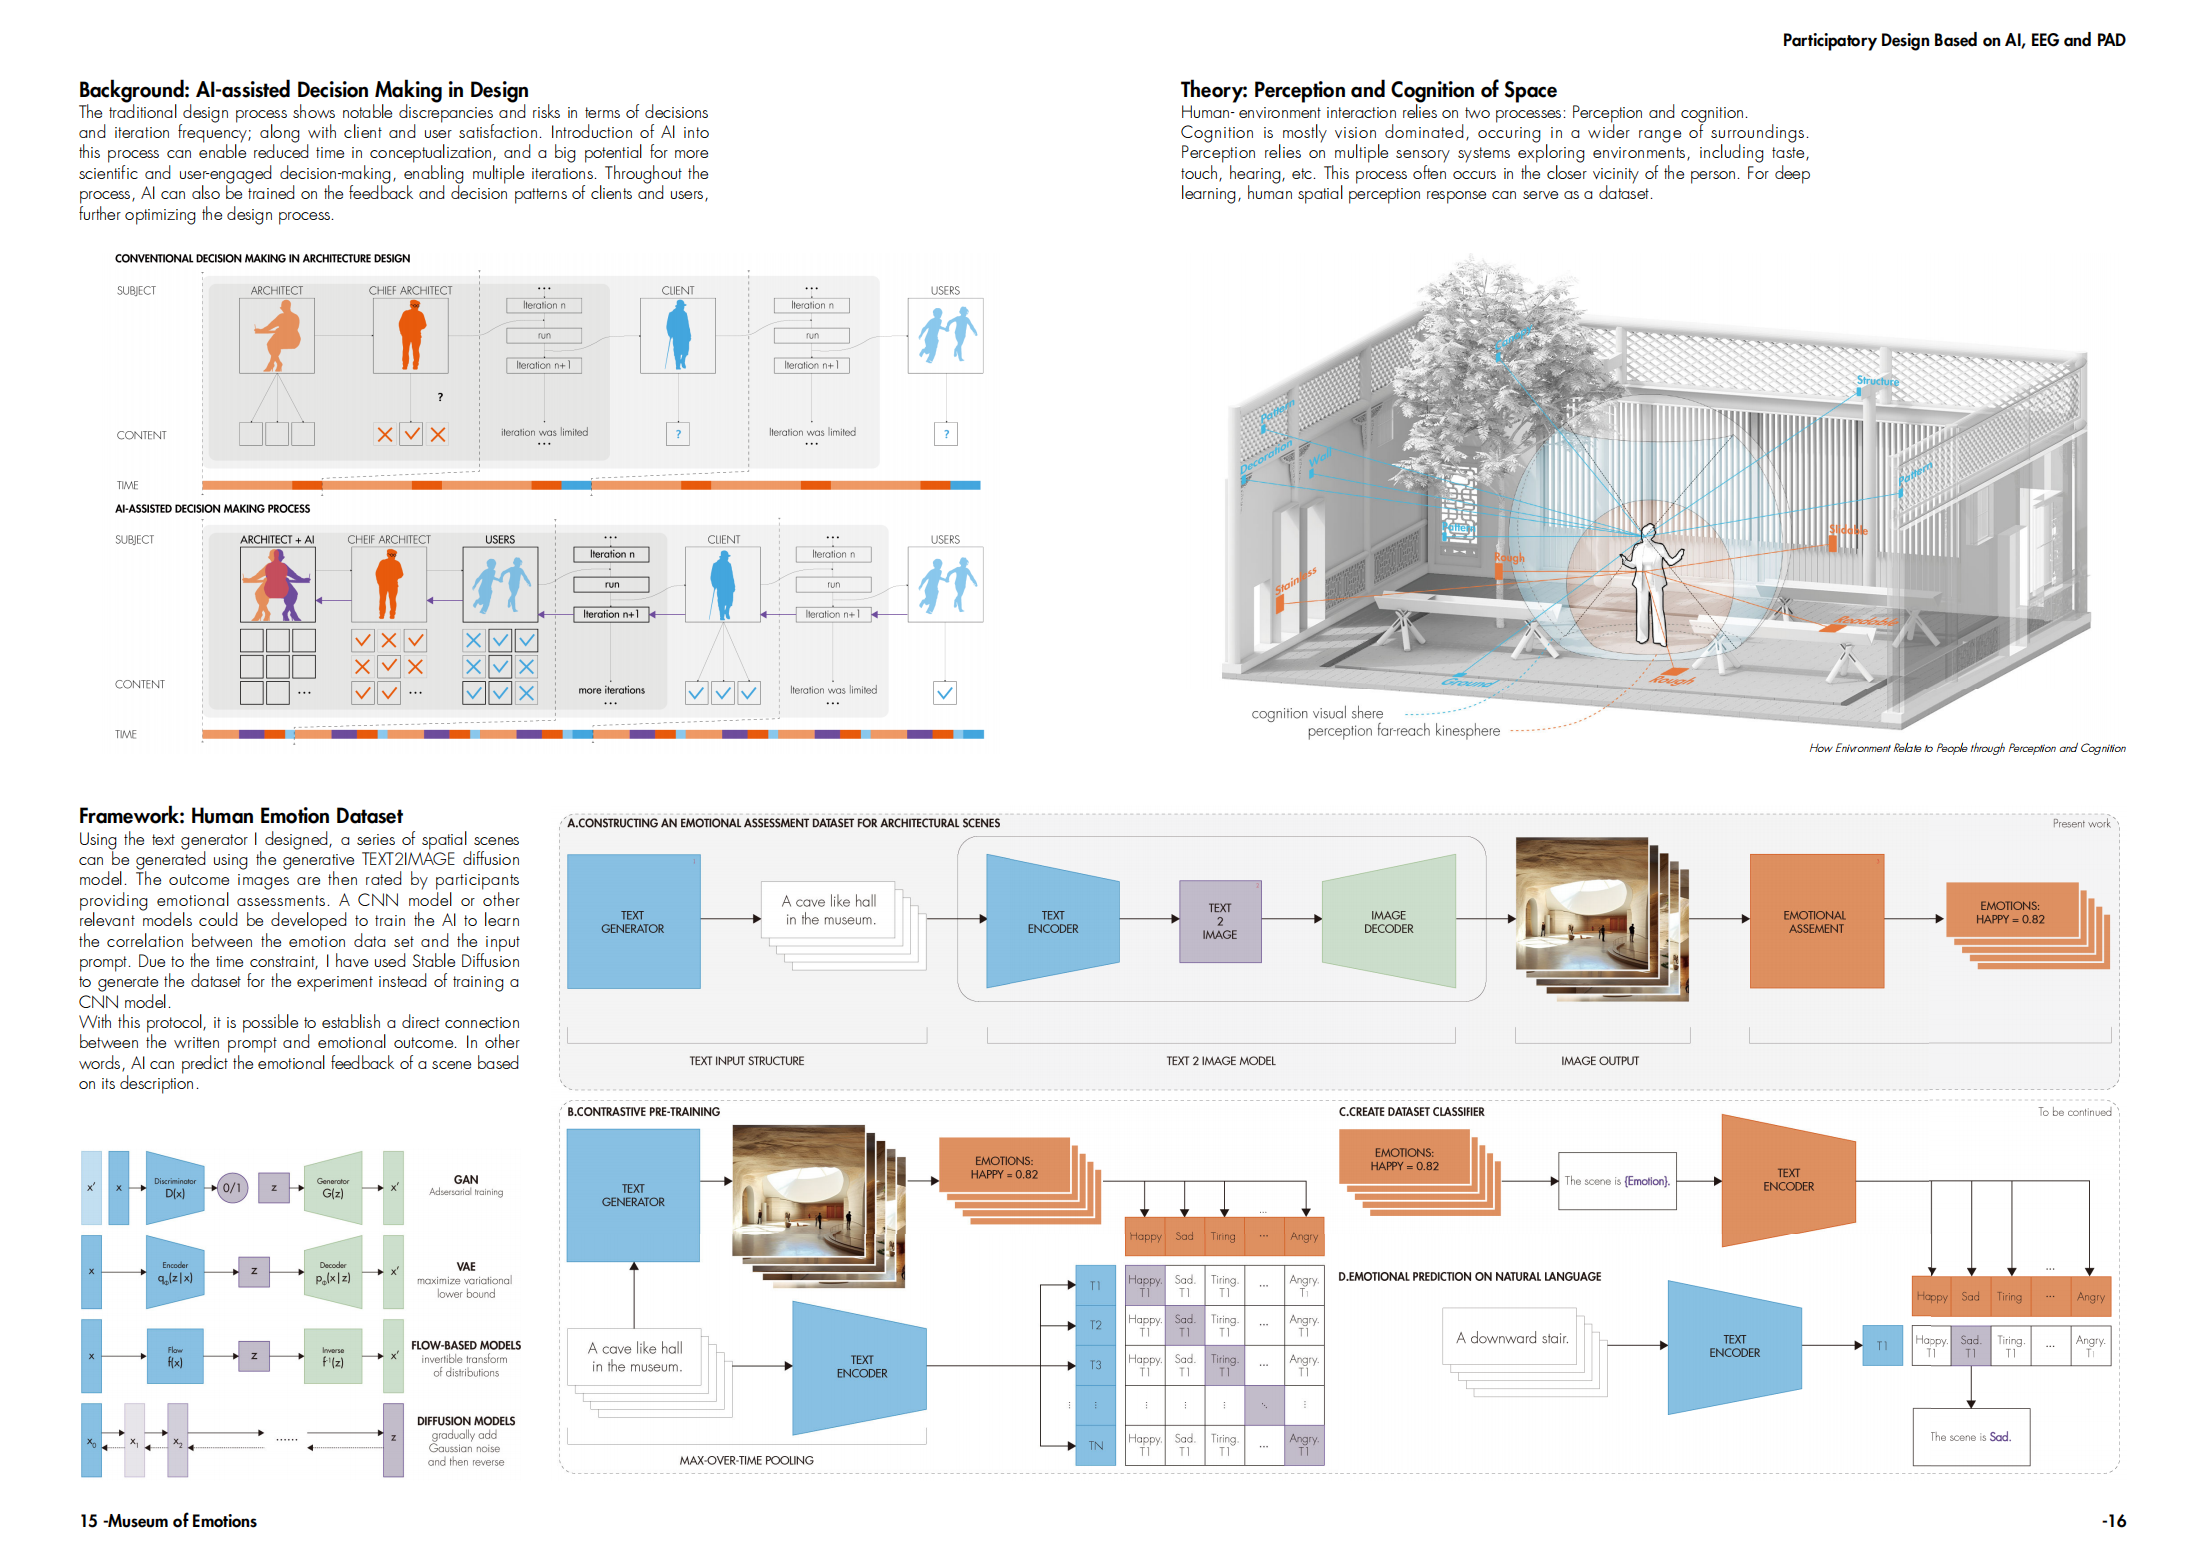 Participatory Design Based on AI, EEG and PAD
Background: AI-assisted Decision Making in Design
The traditional design process shows notable discrepancies and risks in terms of decisions
and iteration frequency; along with client and user satisfaction. Introduction of AI into
this process can enable reduced time in conceptualization, and a big potential for more
scientific and user-engaged decision-making, enabling multiple iterations. Throughout the
process, AI can also be trained on the feedback and decision patterns of clients and users,
further optimizing the design process.
CONVENTIONAL DECISION MAKING IN ARCHITECTURE DESIGN
SUBJECT
ARCHITECT
CHIEF ARCHITECT
...
Iteration n
run
Iteration n+1
CLIENT
...
Iteration n
run
Iteration n+1
USERS
?
CONTENT
iteration was limited
...
?
Iteration was limited
...
?
TIME
AI-ASSISTED DECISION MAKING PROCESS
SUBJECT
ARCHITECT + AI
CHEIF ARCHITECT
USERS
...
Iteration n
run
Iteration n+1
CLIENT
...
Iteration n
run
Iteration n+1
USERS
CONTENT
...
...
more iterations
...
Iteration was limited
...
TIME
Theory: Perception and Cognition of Space
Human- environment interaction relies on two processes: Perception and cognition.
Cognition is mostly vision dominated, occuring in a wider range of surroundings.
Perception relies on multiple sensory systems exploring environments, including taste,
touch, hearing, etc. This process often occurs in the closer vicinity of the person. For deep
learning, human spatial perception response can serve as a dataset.
Structure
Pattern
Decoration
Wall
Pattern
Pattern
Rough
Stainless
Readable
Ground
Rough
cognition visual shere
perception far-reach kinesphere
How Enivronment Relate to People through Perception and Cognition
Framework: Human Emotion Dataset
Using the text generator I designed, a series of spatial scenes
can be generated using the generative TEXT2IMAGE diffusion
model. The outcome images are then rated by participants
providing emotional assessments. A CNN model or other
relevant models could be developed to train the AI to learn
the correlation between the emotion data set and the input
prompt. Due to the time constraint, I have used Stable Diffusion
to generate the dataset for the experiment instead of training a
CNN model.
With this protocol, it is possible to establish a direct connection
between the written prompt and emotional outcome. In other
words, AI can predict the emotional feedback of a scene based
on its description.
x'
x
Discriminator
D(x)
0/1
z
Generator
G(z)
x'
GAN
Adsersarial training
x
Encoder
qΦ(z|x)
z
Decoder
pΦ(x|z)
x'
VAE
maximize variational
lower bound
x
Flow
f(x)
z
Inverse
f⁻¹(z)
x'
FLOW-BASED MODELS
invertible transform
of distributions
x0
x1
x2
......
z
DIFFUSION MODELS
gradually add
Gaussian noise
and then reverse
A.CONSTRUCTING AN EMOTIONAL ASSESSMENT DATASET FOR ARCHITECTURAL SCENES
Present work
TEXT
GENERATOR
A cave like hall
in the museum.
TEXT
ENCODER
TEXT
2
IMAGE
IMAGE
DECODER
EMOTIONAL
ASSEMENT
EMOTIONS:
HAPPY = 0.82
TEXT INPUT STRUCTURE
TEXT 2 IMAGE MODEL
IMAGE OUTPUT
B.CONTRASTIVE PRE-TRAINING
TEXT
GENERATOR
EMOTIONS:
HAPPY = 0.82
A cave like hall
in the museum.
TEXT
ENCODER
MAX-OVER-TIME POOLING
Happy Sad Tiring ... Angry
T1 Happy. T1 Sad. T1 Tiring. T1 ... Angry. T1
T2 Happy. T1 Sad. T1 Tiring. T1 ... Angry. T1
T3 Happy. T1 Sad. T1 Tiring. T1 ... Angry. T1
⋮ ⋮ ⋮ ⋮ ⋱ ⋮
TN Happy. T1 Sad. T1 Tiring. T1 ... Angry. T1
C.CREATE DATASET CLASSIFIER
To be continued
EMOTIONS:
HAPPY = 0.82
The scene is {Emotion}.
TEXT
ENCODER
...
Happy Sad Tiring ... Angry
D.EMOTIONAL PREDICTION ON NATURAL LANGUAGE
A downward stair.
TEXT
ENCODER
T1
Happy. T1 Sad. T1 Tiring. T1 ... Angry. T1
The scene is Sad.
15 -Museum of Emotions
-16